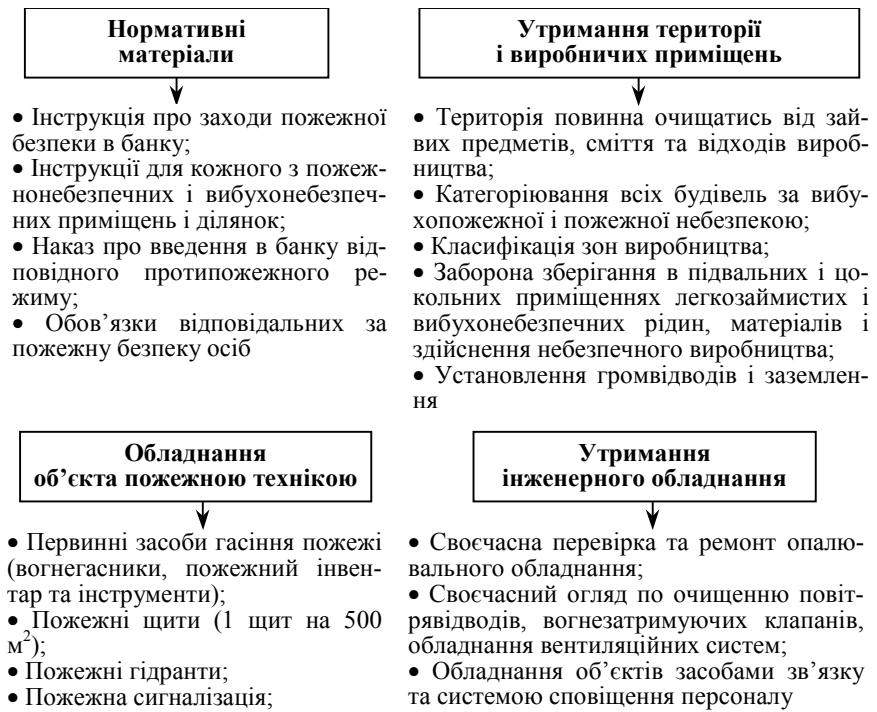 Нормативні
матеріали
• Інструкція про заходи пожежної
безпеки в банку;
• Інструкції для кожного з пожеж-
нонебезпечних і вибухонебезпеч-
них приміщень і ділянок;
• Наказ про введення в банку від-
повідного протипожежного ре-
жиму;
• Обов’язки відповідальних за
пожежну безпеку осіб
Утримання території
і виробничих приміщень
• Територія повинна очищатись від зай-
вих предметів, сміття та відходів вироб-
ництва;
• Категоріювання всіх будівель за вибу-
хопожежної і пожежної небезпекою;
• Класифікація зон виробництва;
• Заборона зберігання в підвальних і цо-
кольних приміщеннях легкозаймистих і
вибухонебезпечних рідин, матеріалів і
здійснення небезпечного виробництва;
• Установлення громвідводів і заземлен-
ня
Обладнання
об’єкта пожежною технікою
• Первинні засоби гасіння пожежі
(вогнегасники, пожежний інвен-
тар та інструменти);
• Пожежні щити (1 щит на 500
м²);
• Пожежні гідранти;
• Пожежна сигналізація;
Утримання
інженерного обладнання
• Своєчасна перевірка та ремонт опалю-
вального обладнання;
• Своєчасний огляд по очищенню повіт-
рявідводів, вогнезатримуючих клапанів,
обладнання вентиляційних систем;
• Обладнання об’єктів засобами зв’язку
та системою сповіщення персоналу